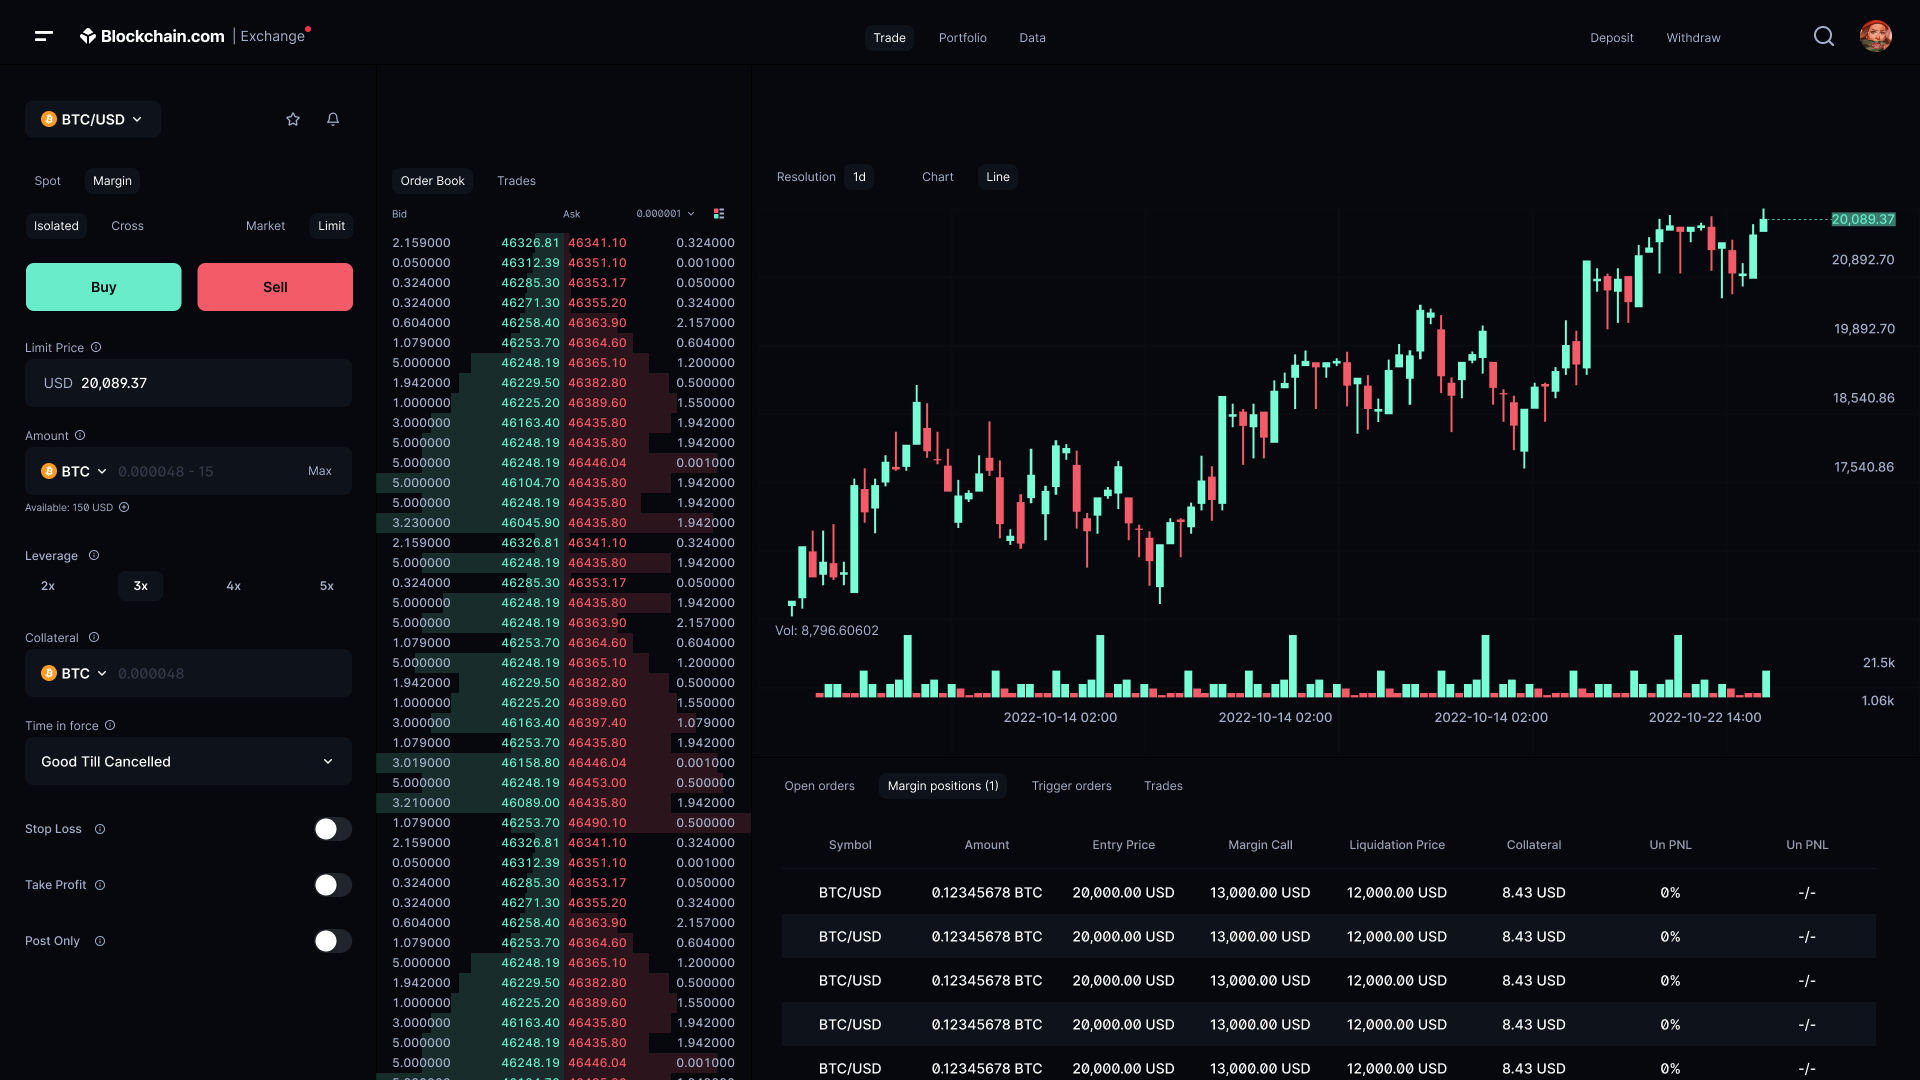 Blockchain.com | Exchange
Trade
Portfolio
Data
Deposit
Withdraw
BTC/USD
Spot
Margin
Isolated
Cross
Market
Limit
Buy
Sell
Limit Price
USD 20,089.37
Amount
BTC 0.000048 - 15 Max
Available: 150 USD
Leverage
2x 3x 4x 5x
Collateral
BTC 0.000048
Time in force
Good Till Cancelled
Stop Loss
Take Profit
Post Only
Order Book
Trades
Bid Ask 0.000001
2.159000 46326.81 46341.10 0.324000
0.050000 46312.39 46351.10 0.001000
0.324000 46285.30 46353.17 0.050000
0.324000 46271.30 46355.20 0.324000
0.604000 46258.40 46363.90 2.157000
1.079000 46253.70 46364.60 0.604000
5.000000 46248.19 46365.10 1.200000
1.942000 46229.50 46382.80 0.500000
1.000000 46225.20 46389.60 1.550000
3.000000 46163.40 46435.80 1.942000
5.000000 46248.19 46435.80 1.942000
5.000000 46248.19 46446.04 0.001000
5.000000 46104.70 46435.80 1.942000
5.000000 46248.19 46435.80 1.942000
3.230000 46045.90 46435.80 1.942000
2.159000 46326.81 46341.10 0.324000
5.000000 46248.19 46435.80 1.942000
0.324000 46285.30 46353.17 0.050000
5.000000 46248.19 46435.80 1.942000
5.000000 46248.19 46363.90 2.157000
1.079000 46253.70 46364.60 0.604000
5.000000 46248.19 46365.10 1.200000
1.942000 46229.50 46382.80 0.500000
1.000000 46225.20 46389.60 1.550000
3.000000 46163.40 46397.40 1.079000
1.079000 46253.70 46435.80 1.942000
3.019000 46158.80 46446.04 0.001000
5.000000 46248.19 46453.00 0.500000
3.210000 46089.00 46435.80 1.942000
1.079000 46253.70 46490.10 0.500000
2.159000 46326.81 46341.10 0.324000
0.050000 46312.39 46351.10 0.001000
0.324000 46285.30 46353.17 0.050000
0.324000 46271.30 46355.20 0.324000
0.604000 46258.40 46363.90 2.157000
1.079000 46253.70 46364.60 0.604000
5.000000 46248.19 46365.10 1.200000
1.942000 46229.50 46382.80 0.500000
1.000000 46225.20 46389.60 1.550000
3.000000 46163.40 46435.80 1.942000
5.000000 46248.19 46435.80 1.942000
5.000000 46248.19 46446.04 0.001000
Resolution 1d
Chart Line
20,089.37
20,892.70
19,892.70
18,540.86
17,540.86
Vol: 8,796.60602
21.5k
1.06k
2022-10-14 02:00 2022-10-14 02:00 2022-10-14 02:00 2022-10-22 14:00
Open orders
Margin positions (1)
Trigger orders
Trades
Symbol Amount Entry Price Margin Call Liquidation Price Collateral Un PNL Un PNL
BTC/USD 0.12345678 BTC 20,000.00 USD 13,000.00 USD 12,000.00 USD 8.43 USD 0% -/-
BTC/USD 0.12345678 BTC 20,000.00 USD 13,000.00 USD 12,000.00 USD 8.43 USD 0% -/-
BTC/USD 0.12345678 BTC 20,000.00 USD 13,000.00 USD 12,000.00 USD 8.43 USD 0% -/-
BTC/USD 0.12345678 BTC 20,000.00 USD 13,000.00 USD 12,000.00 USD 8.43 USD 0% -/-
BTC/USD 0.12345678 BTC 20,000.00 USD 13,000.00 USD 12,000.00 USD 8.43 USD 0% -/-